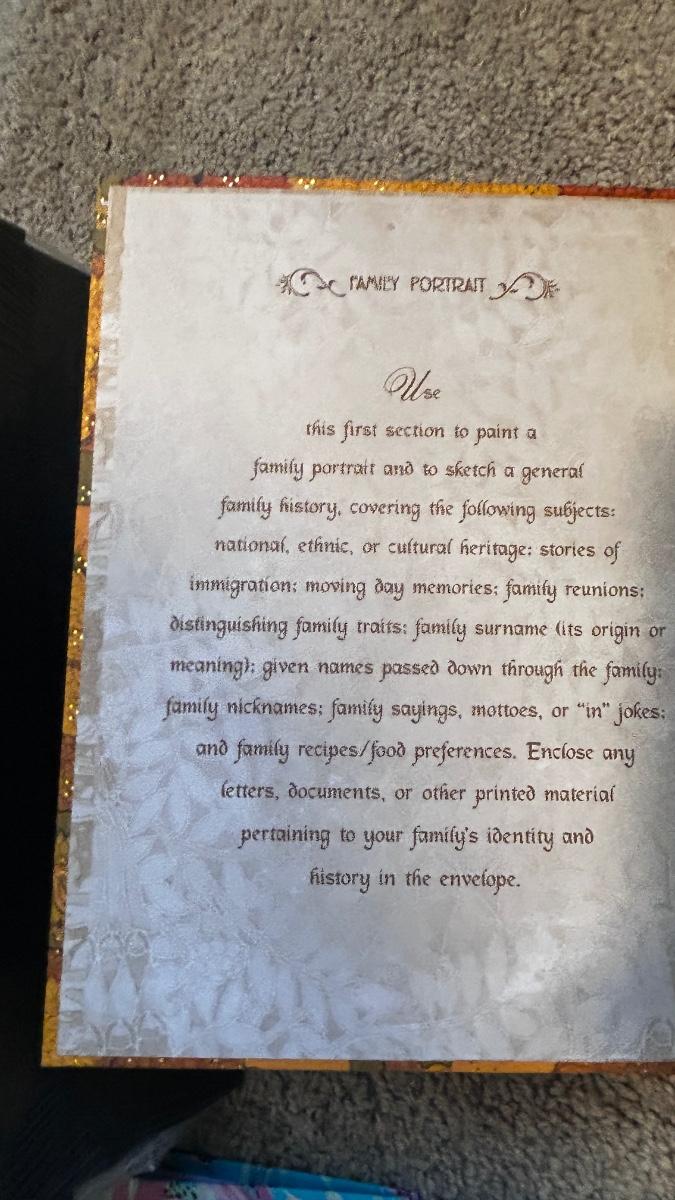 FAMILY PORTRAIT
Use
this first section to paint a
family portrait and to sketch a general
family history, covering the following subjects:
national, ethnic, or cultural heritage; stories of
immigration; moving day memories; family reunions;
distinguishing family traits; family surname (its origin or
meaning); given names passed down through the family;
family nicknames; family sayings, mottoes, or “in” jokes;
and family recipes/food preferences. Enclose any
letters, documents, or other printed material
pertaining to your family's identity and
history in the envelope.